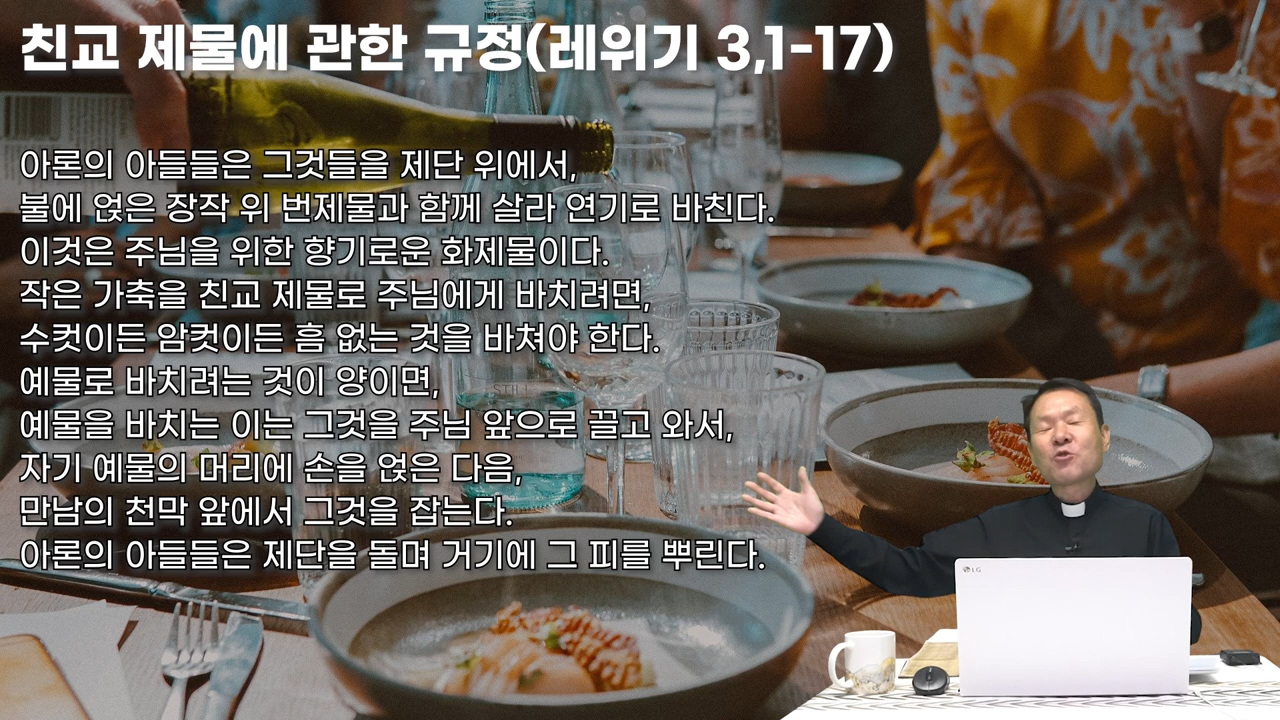 친교 제물에 관한 규정(레위기 3,1-17)
아론의 아들들은 그것들을 제단 위에서,
불에 얹은 장작 위 번제물과 함께 살라 연기로 바친다.
이것은 주님을 위한 향기로운 화제물이다.
작은 가축을 친교 제물로 주님에게 바치려면,
수컷이든 암컷이든 흠 없는 것을 바쳐야 한다.
예물로 바치려는 것이 양이면,
예물을 바치는 이는 그것을 주님 앞으로 끌고 와서,
자기 예물의 머리에 손을 얹은 다음,
만남의 천막 앞에서 그것을 잡는다.
아론의 아들들은 제단을 돌며 거기에 그 피를 뿌린다.
STILL
LG